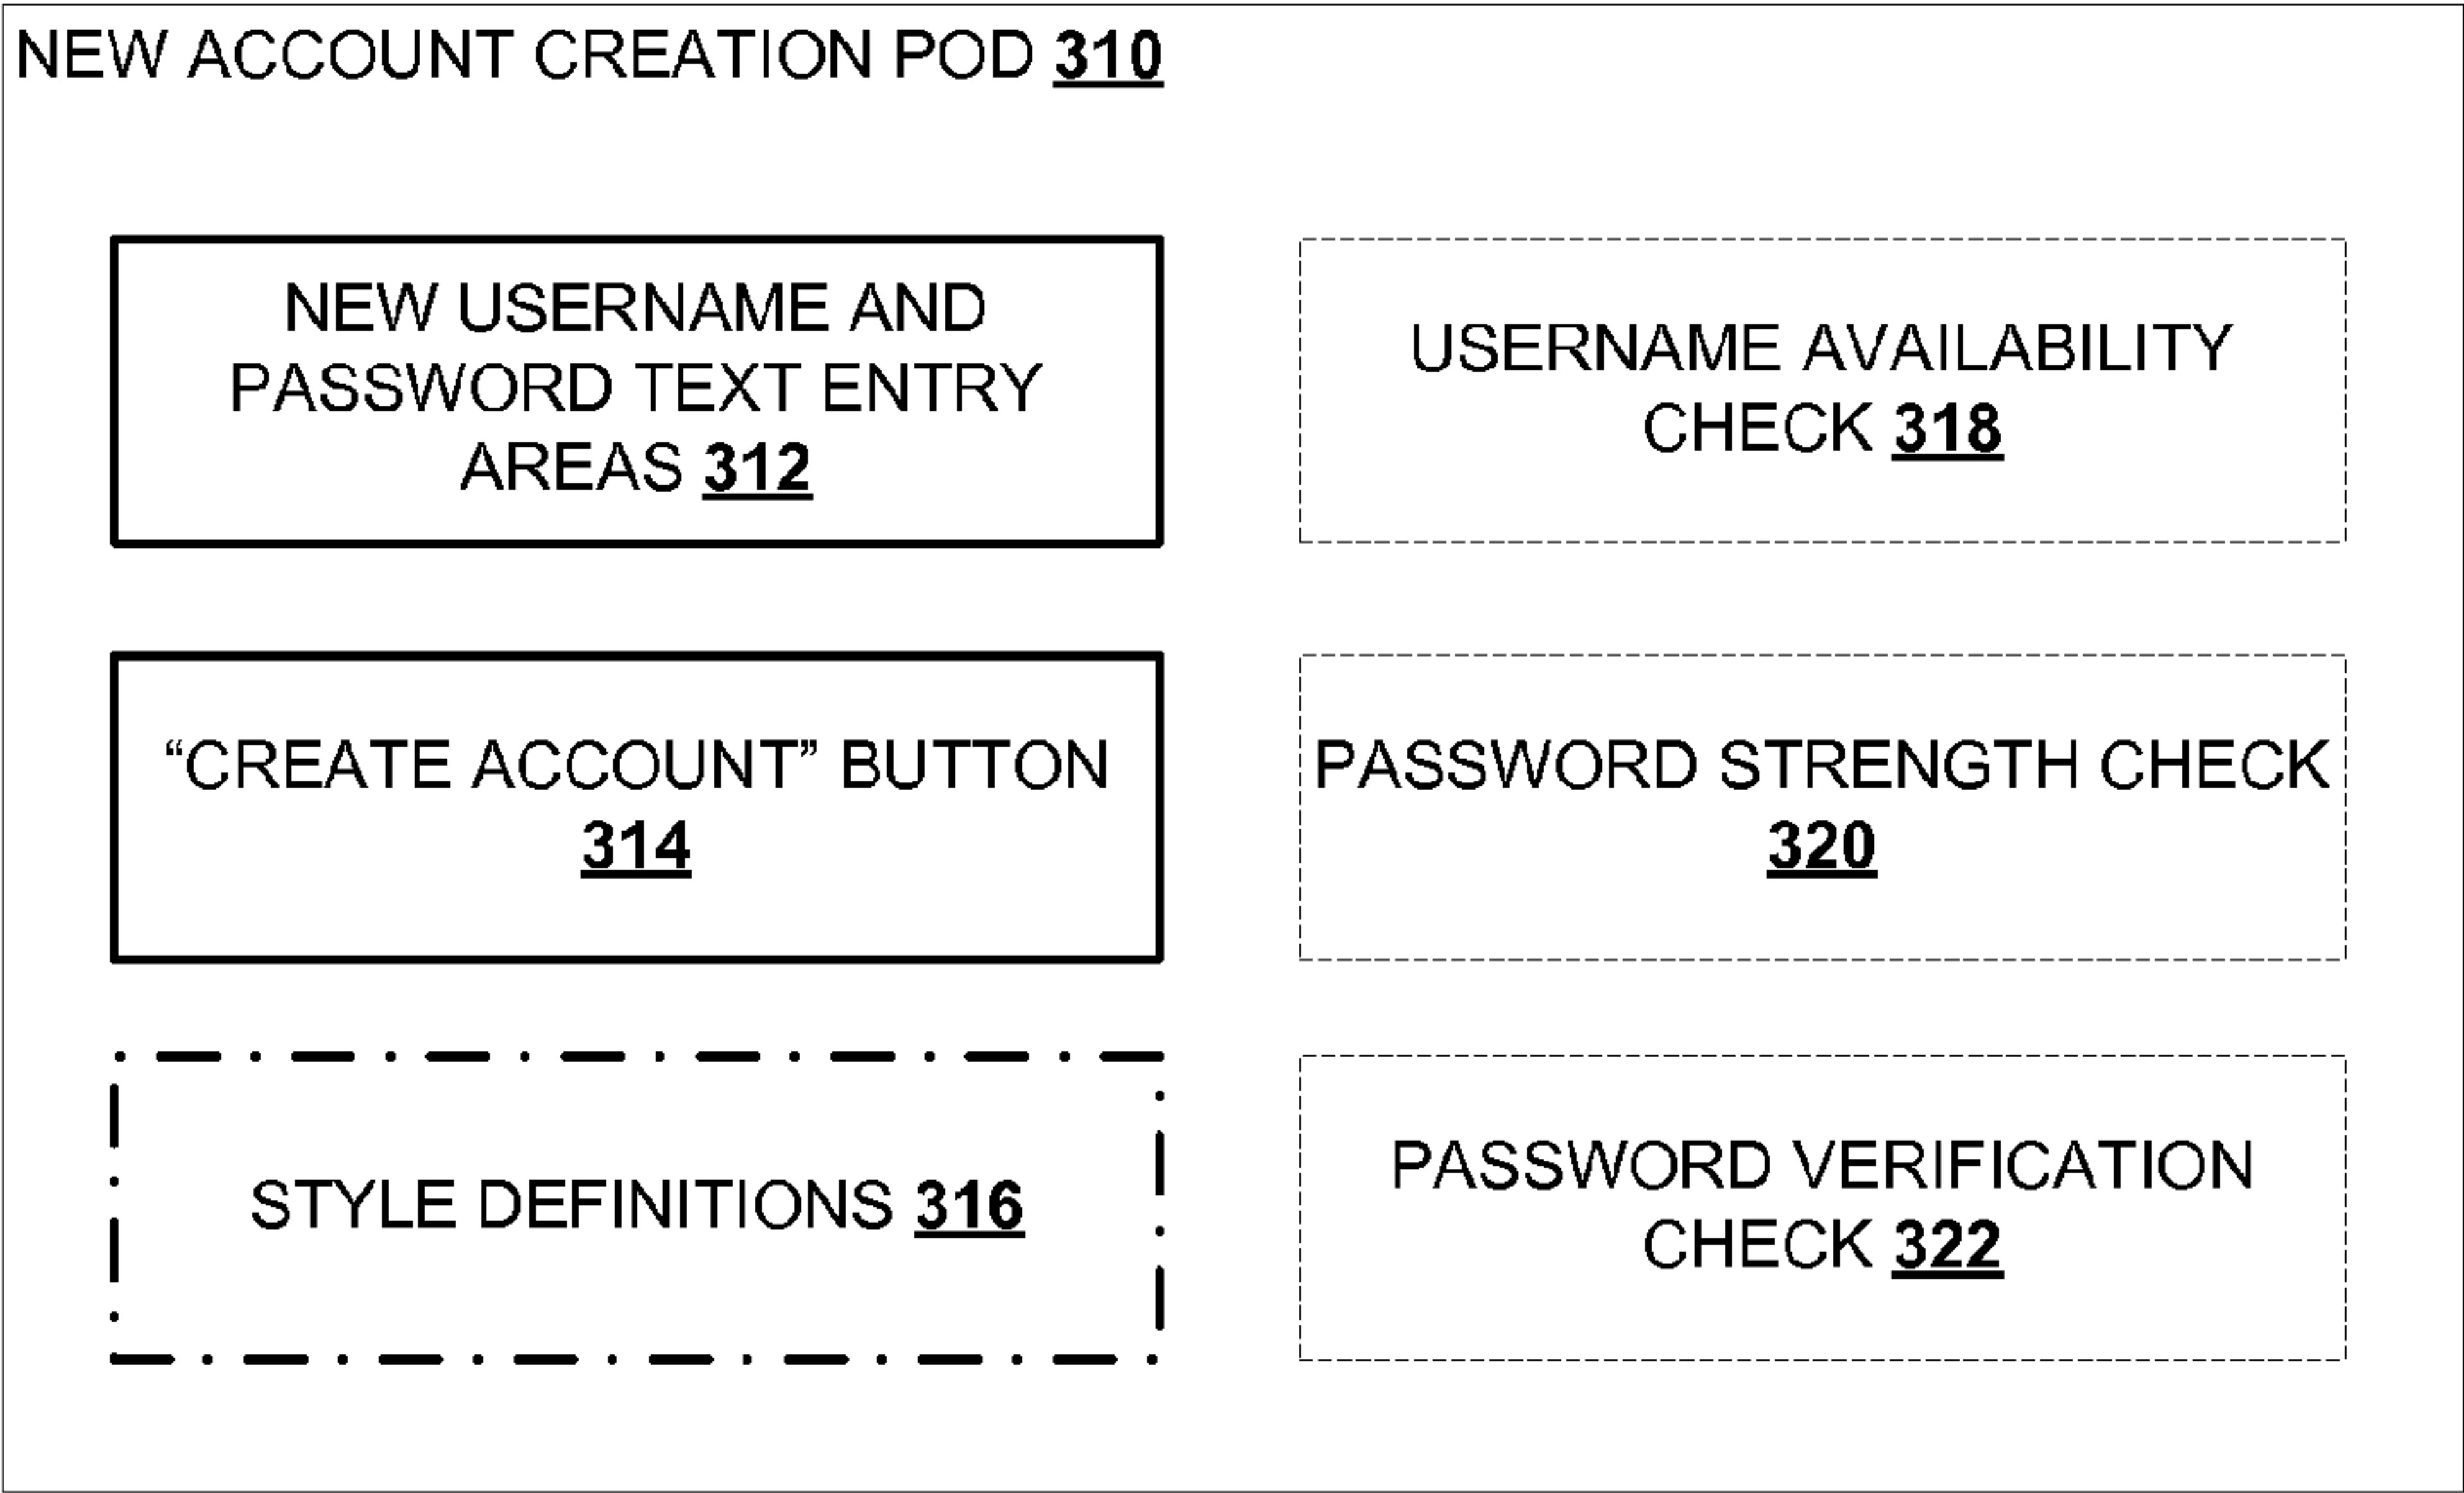 NEW ACCOUNT CREATION POD 310
NEW USERNAME AND
PASSWORD TEXT ENTRY
AREAS 312
USERNAME AVAILABILITY
CHECK 318
“CREATE ACCOUNT” BUTTON
314
PASSWORD STRENGTH CHECK
320
STYLE DEFINITIONS 316
PASSWORD VERIFICATION
CHECK 322